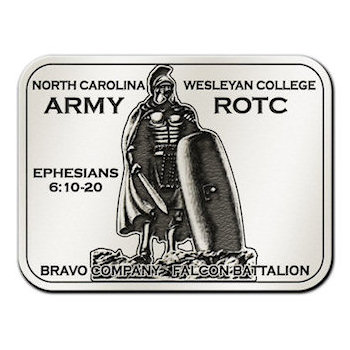 NORTH CAROLINA WESLEYAN COLLEGE
ARMY ROTC
EPHESIANS
6:10-20
BRAVO COMPANY FALCON BATTALION